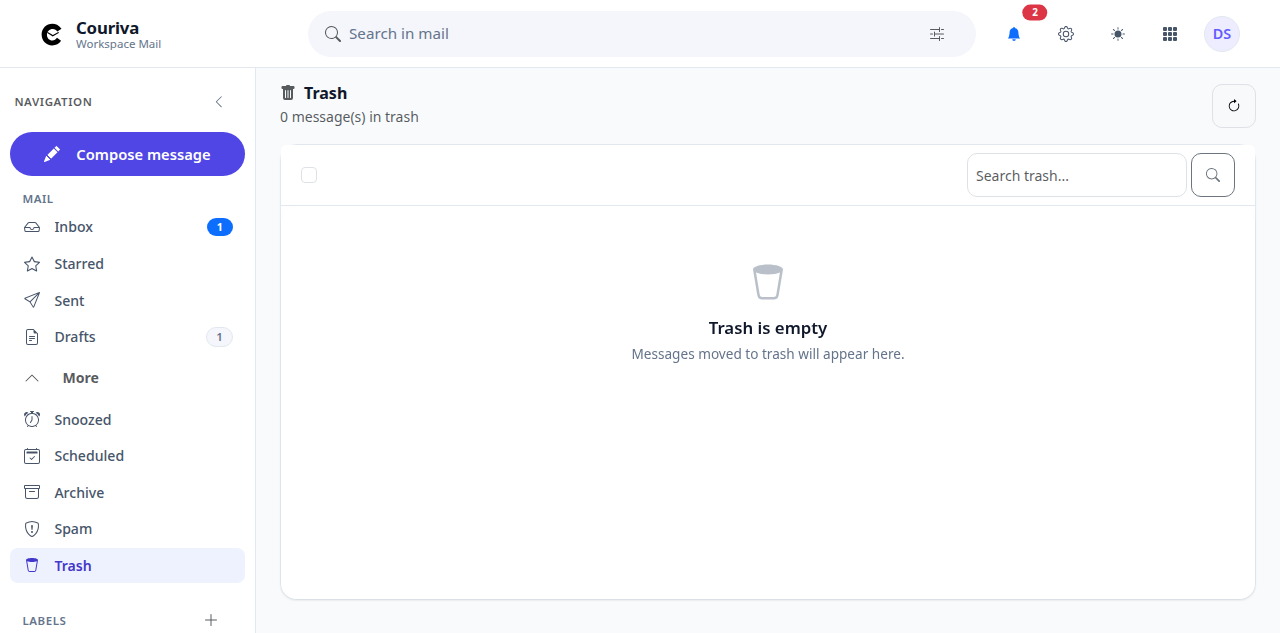 Couriva
Workspace Mail
Search in mail
2
DS
NAVIGATION
Compose message
MAIL
Inbox 1
Starred
Sent
Drafts 1
More
Snoozed
Scheduled
Archive
Spam
Trash
LABELS
Trash
0 message(s) in trash
Search trash...
Trash is empty
Messages moved to trash will appear here.